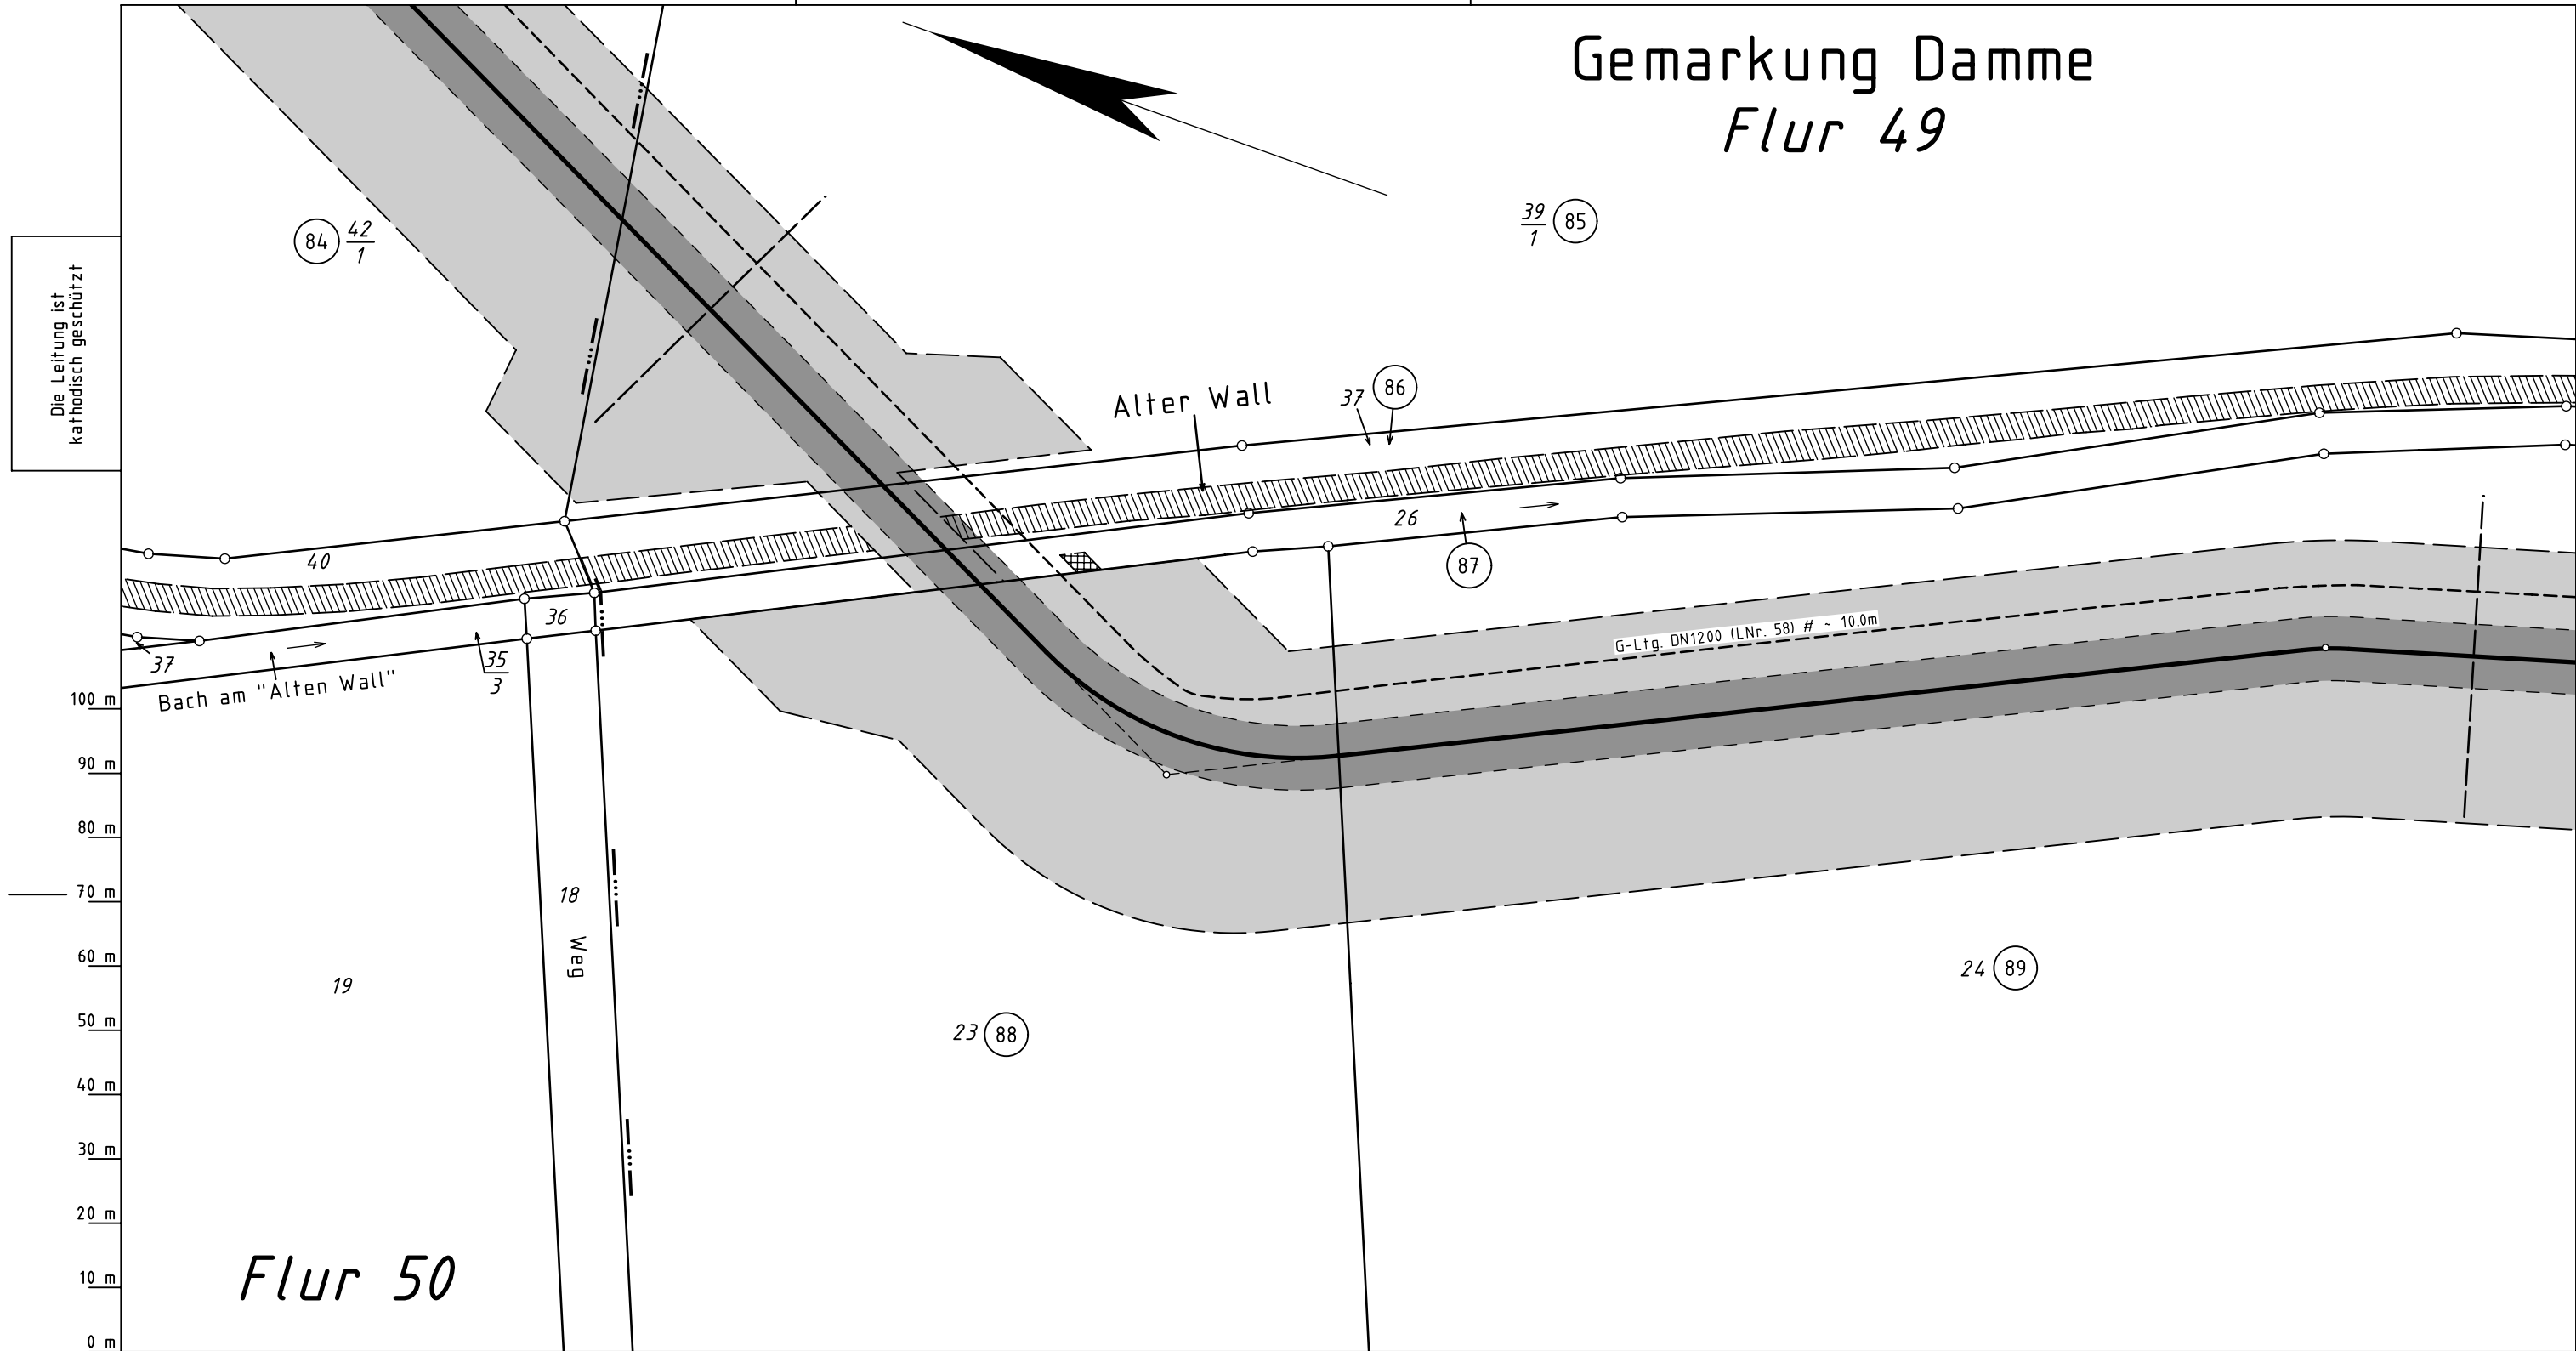 Gemarkung Damme
Flur 49
39
1
85
84
42
1
Die Leitung ist
kathodisch geschützt
Alter Wall
37
86
40
26
87
36
37
35
3
Bach am "Alten Wall"
G-Ltg. DN1200 (LNr. 58) # ~ 10.0m
100 m
90 m
80 m
70 m
60 m
50 m
40 m
30 m
20 m
10 m
0 m
18
Weg
19
23
88
24
89
Flur 50